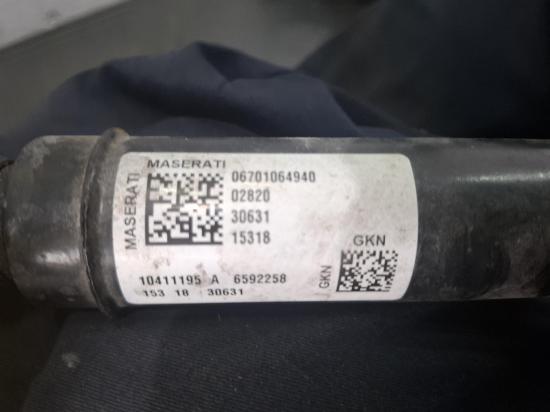 MASERATI
MASERATI
06701064940
02820
30631
15318
GKN
GKN
10411195 A 6592258
153 18 30631